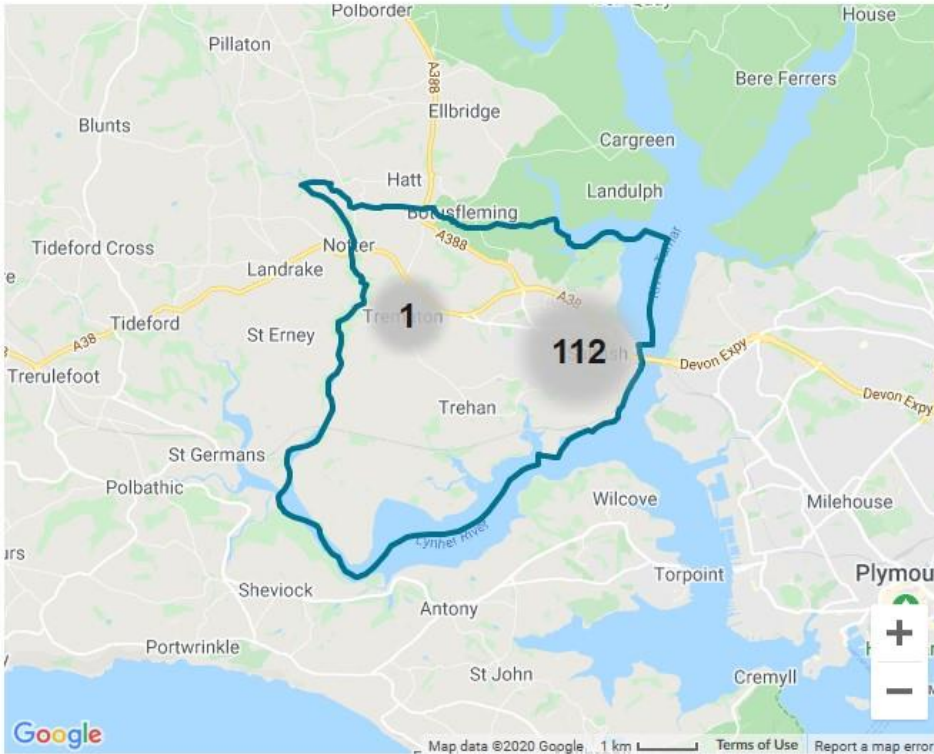 Polborder
House
Pillaton
A388
Bere Ferrers
Ellbridge
Blunts
Cargreen
Hatt
Landulph
Botusfleming
Tideford Cross
Notter
A388
Landrake
A38
1
Tideford
St Erney
112
Devon Expy
A38
Trerulefoot
Devon Expy
Trehan
St Germans
Polbathic
Wilcove
Milehouse
Lynher River
Torpoint
Plymou
Sheviock
Antony
+
Portwrinkle
St John
Cremyll
−
Google
Map data ©2020 Google
1 km
Terms of Use
Report a map error